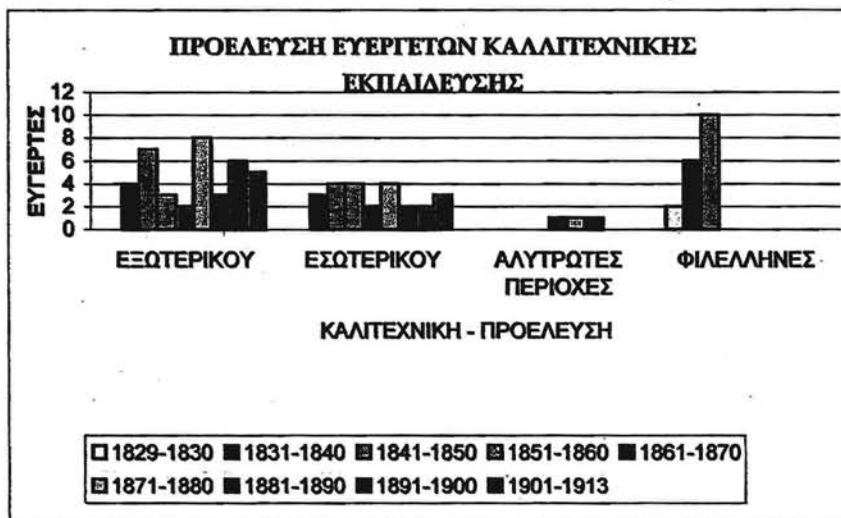 ΠΡΟΕΛΕΥΣΗ ΕΥΕΡΓΕΤΩΝ ΚΑΛΛΙΤΕΧΝΙΚΗΣ
ΕΚΠΑΙΔΕΥΣΗΣ
ΕΥΓΕΡΤΕΣ
12
10
8
6
4
2
0
ΕΞΩΤΕΡΙΚΟΥ ΕΣΩΤΕΡΙΚΟΥ ΑΛΥΤΡΩΤΕΣ ΦΙΛΕΛΛΗΝΕΣ
ΠΕΡΙΟΧΕΣ
ΚΑΛΙΤΕΧΝΙΚΗ - ΠΡΟΕΛΕΥΣΗ
1829-1830 1831-1840 1841-1850 1851-1860 1861-1870
1871-1880 1881-1890 1891-1900 1901-1913